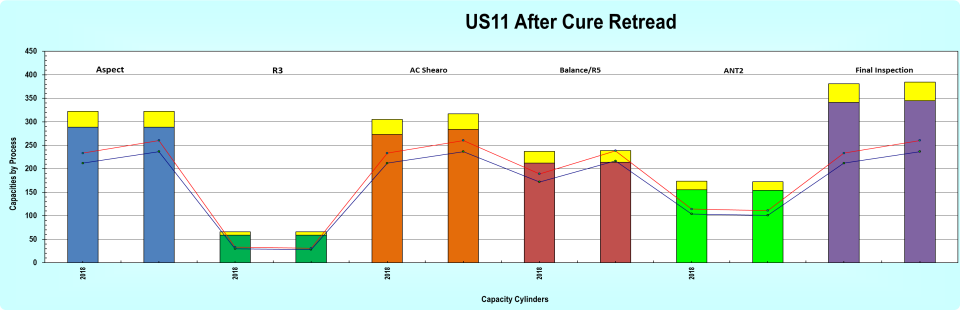 US11 After Cure Retread
Capacities by Process
450
400
350
300
250
200
150
100
50
0
Aspect
R3
AC Shearo
Balance/R5
ANT2
Final Inspection
2018
2018
2018
2018
2018
Capacity Cylinders